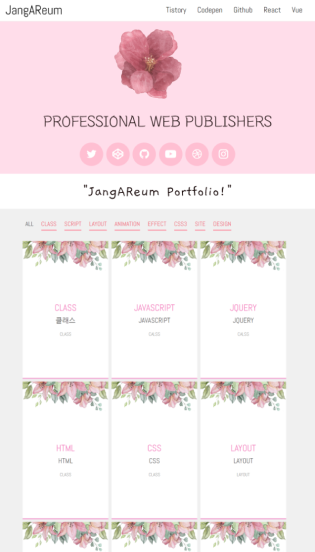 JangAReum
Tistory Codepen Github React Vue
PROFESSIONAL WEB PUBLISHERS
"JangAReum Portfolio!"
ALL CLASS SCRIPT LAYOUT ANIMATION EFFECT CSS3 SITE DESIGN
CLASS JAVASCRIPT JQUERY
클래스 JAVASCRIPT JQUERY
CLASS
HTML CSS LAYOUT
HTML CSS LAYOUT
CLASS CLASS LAYOUT